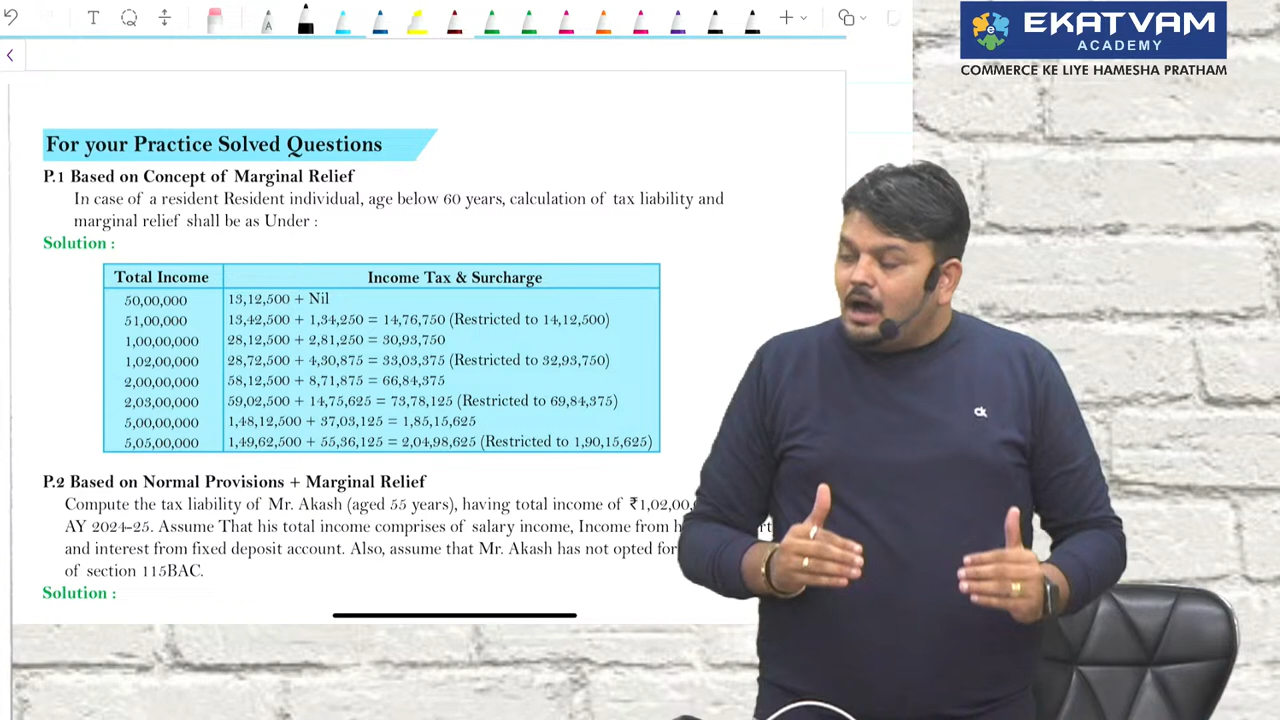 EKATVAM
ACADEMY
COMMERCE KE LIYE HAMESHA PRATHAM
For your Practice Solved Questions
P.1 Based on Concept of Marginal Relief
In case of a resident Resident individual, age below 60 years, calculation of tax liability and
marginal relief shall be as Under :
Solution :
Total Income Income Tax & Surcharge
50,00,000 13,12,500 + Nil
51,00,000 13,42,500 + 1,34,250 = 14,76,750 (Restricted to 14,12,500)
1,00,00,000 28,12,500 + 2,81,250 = 30,93,750
1,02,00,000 28,72,500 + 4,30,875 = 33,03,375 (Restricted to 32,93,750)
2,00,00,000 58,12,500 + 8,71,875 = 66,84,375
2,03,00,000 59,02,500 + 14,75,625 = 73,78,125 (Restricted to 69,84,375)
5,00,00,000 1,48,12,500 + 37,03,125 = 1,85,15,625
5,05,00,000 1,49,62,500 + 55,36,125 = 2,04,98,625 (Restricted to 1,90,15,625)
P.2 Based on Normal Provisions + Marginal Relief
Compute the tax liability of Mr. Akash (aged 55 years), having total income of ₹1,02,00,
AY 2024-25. Assume That his total income comprises of salary income, Income from
and interest from fixed deposit account. Also, assume that Mr. Akash has not opted for
of section 115BAC.
Solution :
ck